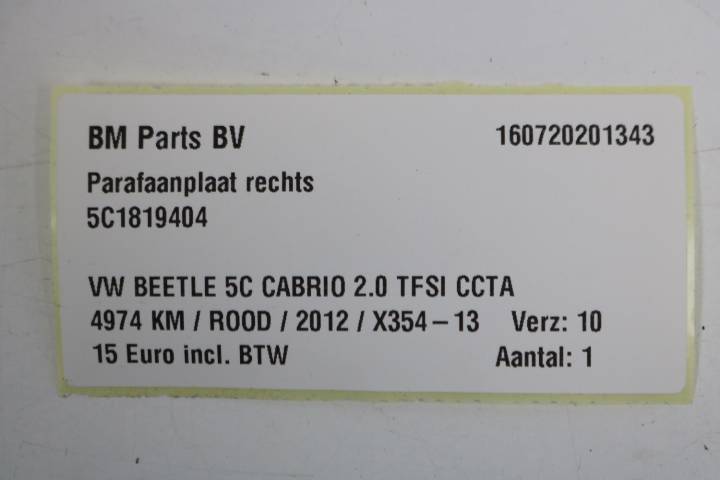 BM Parts BV 160720201343
Parafaanplaat rechts
5C1819404
VW BEETLE 5C CABRIO 2.0 TFSI CCTA
4974 KM / ROOD / 2012 / X354-13 Verz: 10
15 Euro incl. BTW Aantal: 1